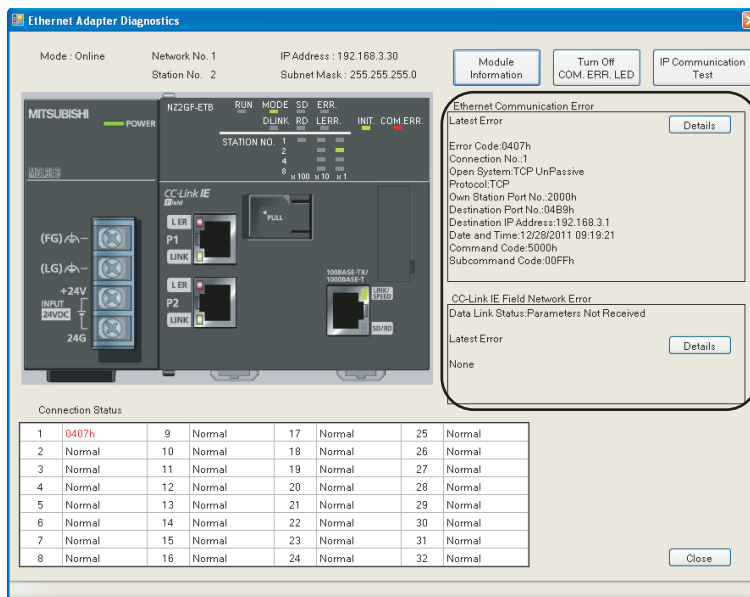 Ethernet Adapter Diagnostics
Mode : Online
Network No. 1
IP Address : 192.168.3.30
Station No. 2
Subnet Mask : 255.255.255.0
Module Information
Turn Off COM. ERR. LED
IP Communication Test
MITSUBISHI
POWER
MELSEC
(FG)
(LG)
+24V
INPUT
24VDC
24G
NZ2GF-ETB
RUN MODE SD ERR.
DLINK RD LERR. INIT. COM.ERR.
STATION NO. 1
2
4
8
x 100 x 10 x 1
CC-Link IE
Field
L ER
P1
LINK
PULL
L ER
P2
LINK
100BASE-TX/
1000BASE-T
LINK/
SPEED
SD/RD
Ethernet Communication Error
Latest Error
Details
Error Code:0407h
Connection No.:1
Open System:TCP UnPassive
Protocol:TCP
Own Station Port No.:2000h
Destination Port No.:04B9h
Destination IP Address:192.168.3.1
Date and Time:12/28/2011 09:19:21
Command Code:5000h
Subcommand Code:00FFh
CC-Link IE Field Network Error
Data Link Status:Parameters Not Received
Latest Error
Details
None
Connection Status
1 0407h 9 Normal 17 Normal 25 Normal
2 Normal 10 Normal 18 Normal 26 Normal
3 Normal 11 Normal 19 Normal 27 Normal
4 Normal 12 Normal 20 Normal 28 Normal
5 Normal 13 Normal 21 Normal 29 Normal
6 Normal 14 Normal 22 Normal 30 Normal
7 Normal 15 Normal 23 Normal 31 Normal
8 Normal 16 Normal 24 Normal 32 Normal
Close